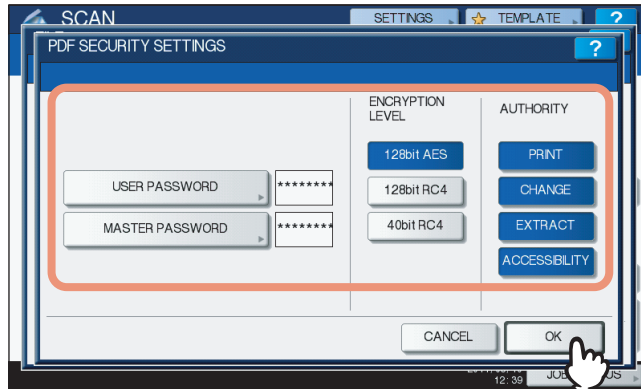 SCAN
SETTINGS
TEMPLATE
?
PDF SECURITY SETTINGS
?
ENCRYPTION
LEVEL
AUTHORITY
128bit AES
PRINT
USER PASSWORD
********
128bit RC4
CHANGE
MASTER PASSWORD
********
40bit RC4
EXTRACT
ACCESSIBILITY
CANCEL
OK
12: 39